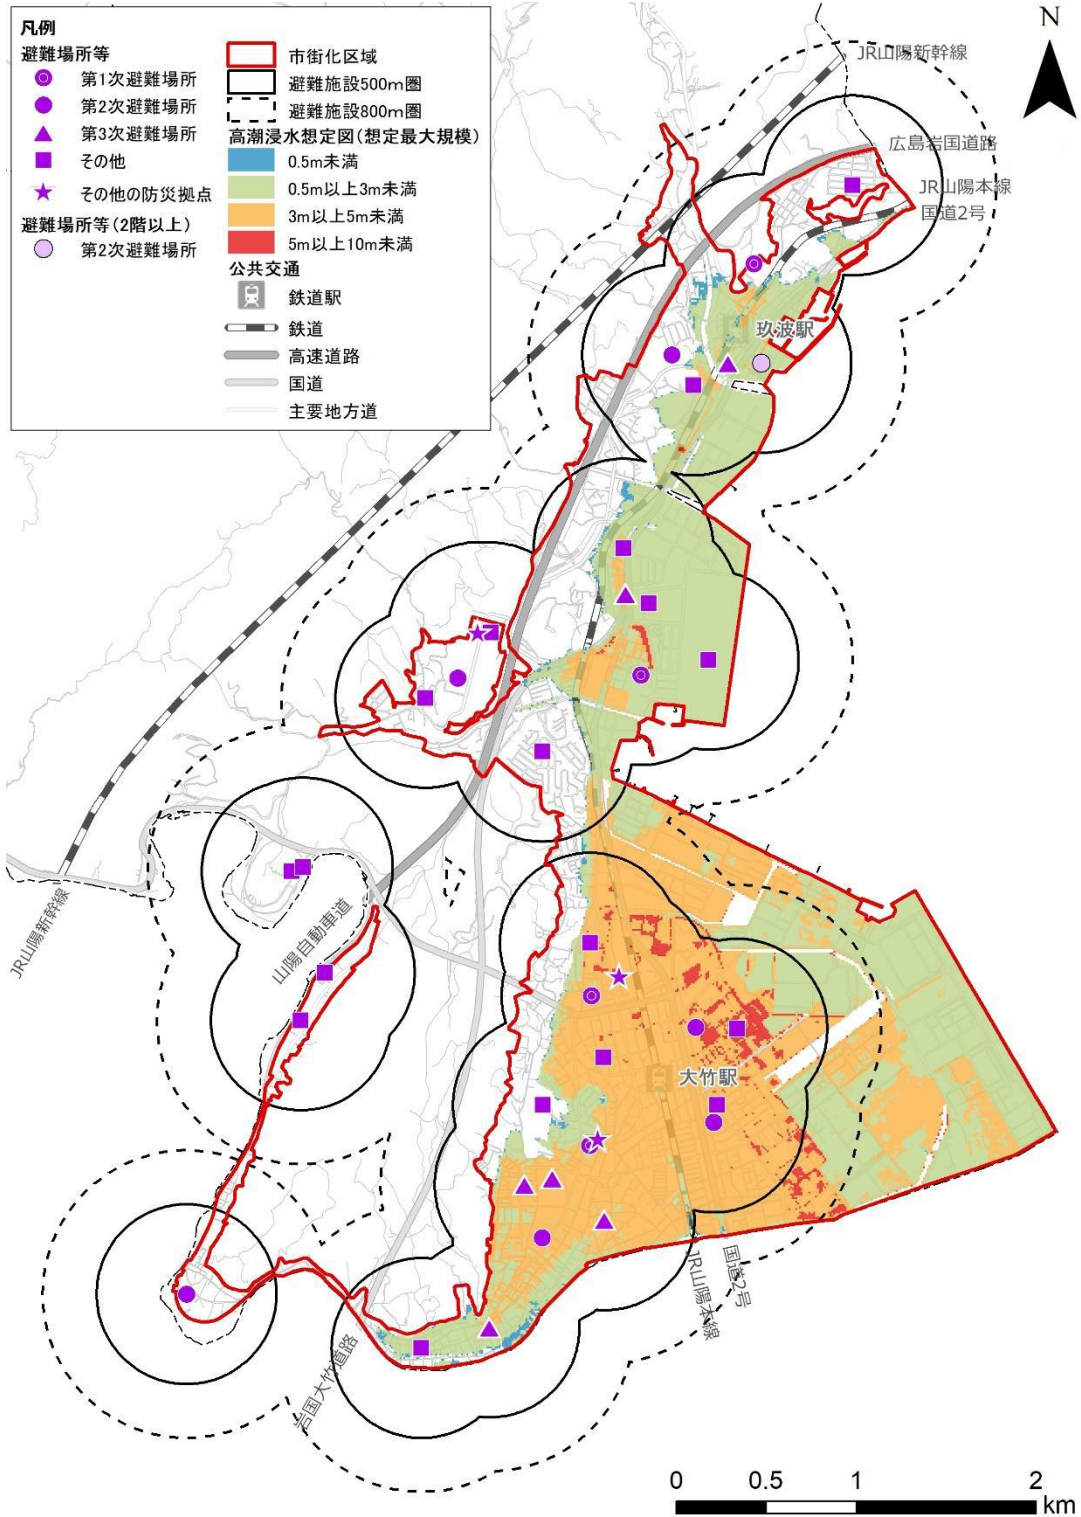 凡例
避難場所等
第1次避難場所
第2次避難場所
第3次避難場所
その他
その他の防災拠点
避難場所等(2階以上)
第2次避難場所
市街化区域
避難施設500m圏
避難施設800m圏
高潮浸水想定図(想定最大規模)
0.5m未満
0.5m以上3m未満
3m以上5m未満
5m以上10m未満
公共交通
鉄道駅
鉄道
高速道路
国道
主要地方道
N
JR山陽新幹線
広島岩国道路
JR山陽本線
国道2号
玖波駅
JR山陽新幹線
山陽自動車道
大竹駅
国道2号
JR山陽本線
岩国大竹道路
0 0.5 1 2
km